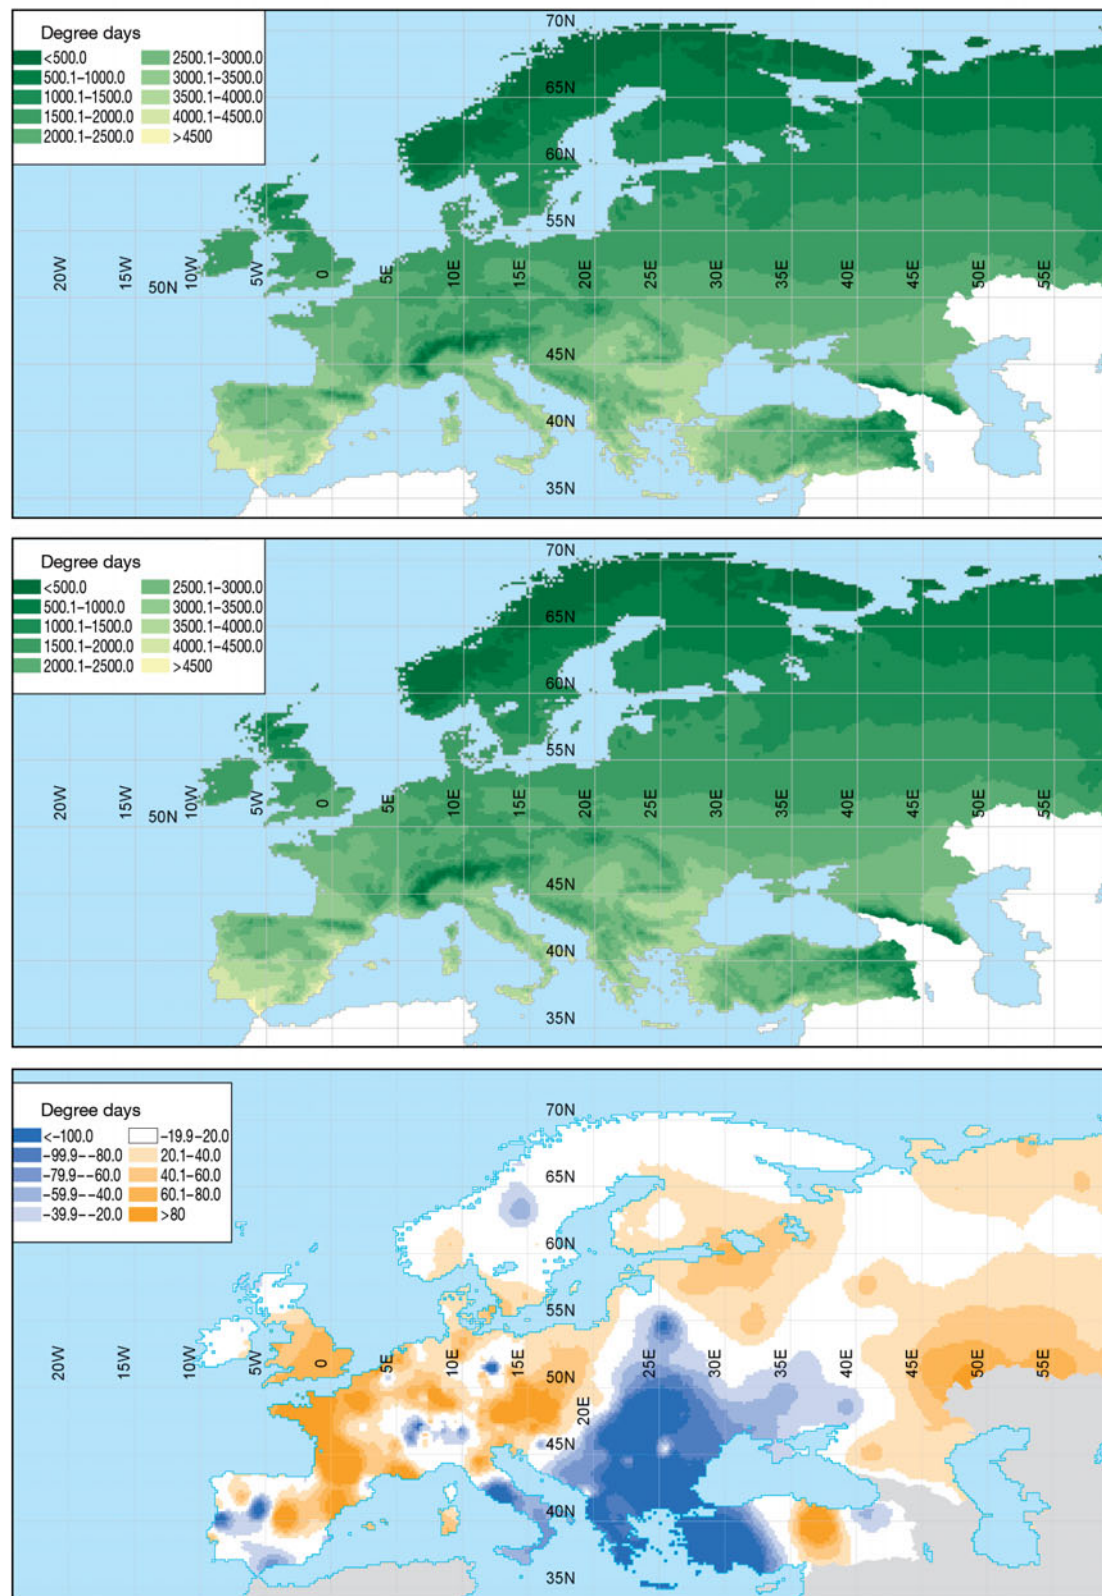 Degree days
<500.0 2500.1–3000.0
500.1–1000.0 3000.1–3500.0
1000.1–1500.0 3500.1–4000.0
1500.1–2000.0 4000.1–4500.0
2000.1–2500.0 >4500
70N
65N
60N
55N
20W 15W 10W 5W 0 5E 10E 15E 20E 25E 30E 35E 40E 45E 50E 55E
50N
45N
40N
35N
Degree days
<500.0 2500.1–3000.0
500.1–1000.0 3000.1–3500.0
1000.1–1500.0 3500.1–4000.0
1500.1–2000.0 4000.1–4500.0
2000.1–2500.0 >4500
70N
65N
60N
55N
20W 15W 10W 5W 0 5E 10E 15E 20E 25E 30E 35E 40E 45E 50E 55E
50N
45N
40N
35N
Degree days
<-100.0 -19.9–20.0
-99.9–-80.0 20.1–40.0
-79.9–-60.0 40.1–60.0
-59.9–-40.0 60.1–80.0
-39.9–-20.0 >80
70N
65N
60N
55N
20W 15W 10W 5W 0 5E 10E 15E 25E 30E 35E 40E 45E 50E 55E
50N
20E
45N
40N
35N